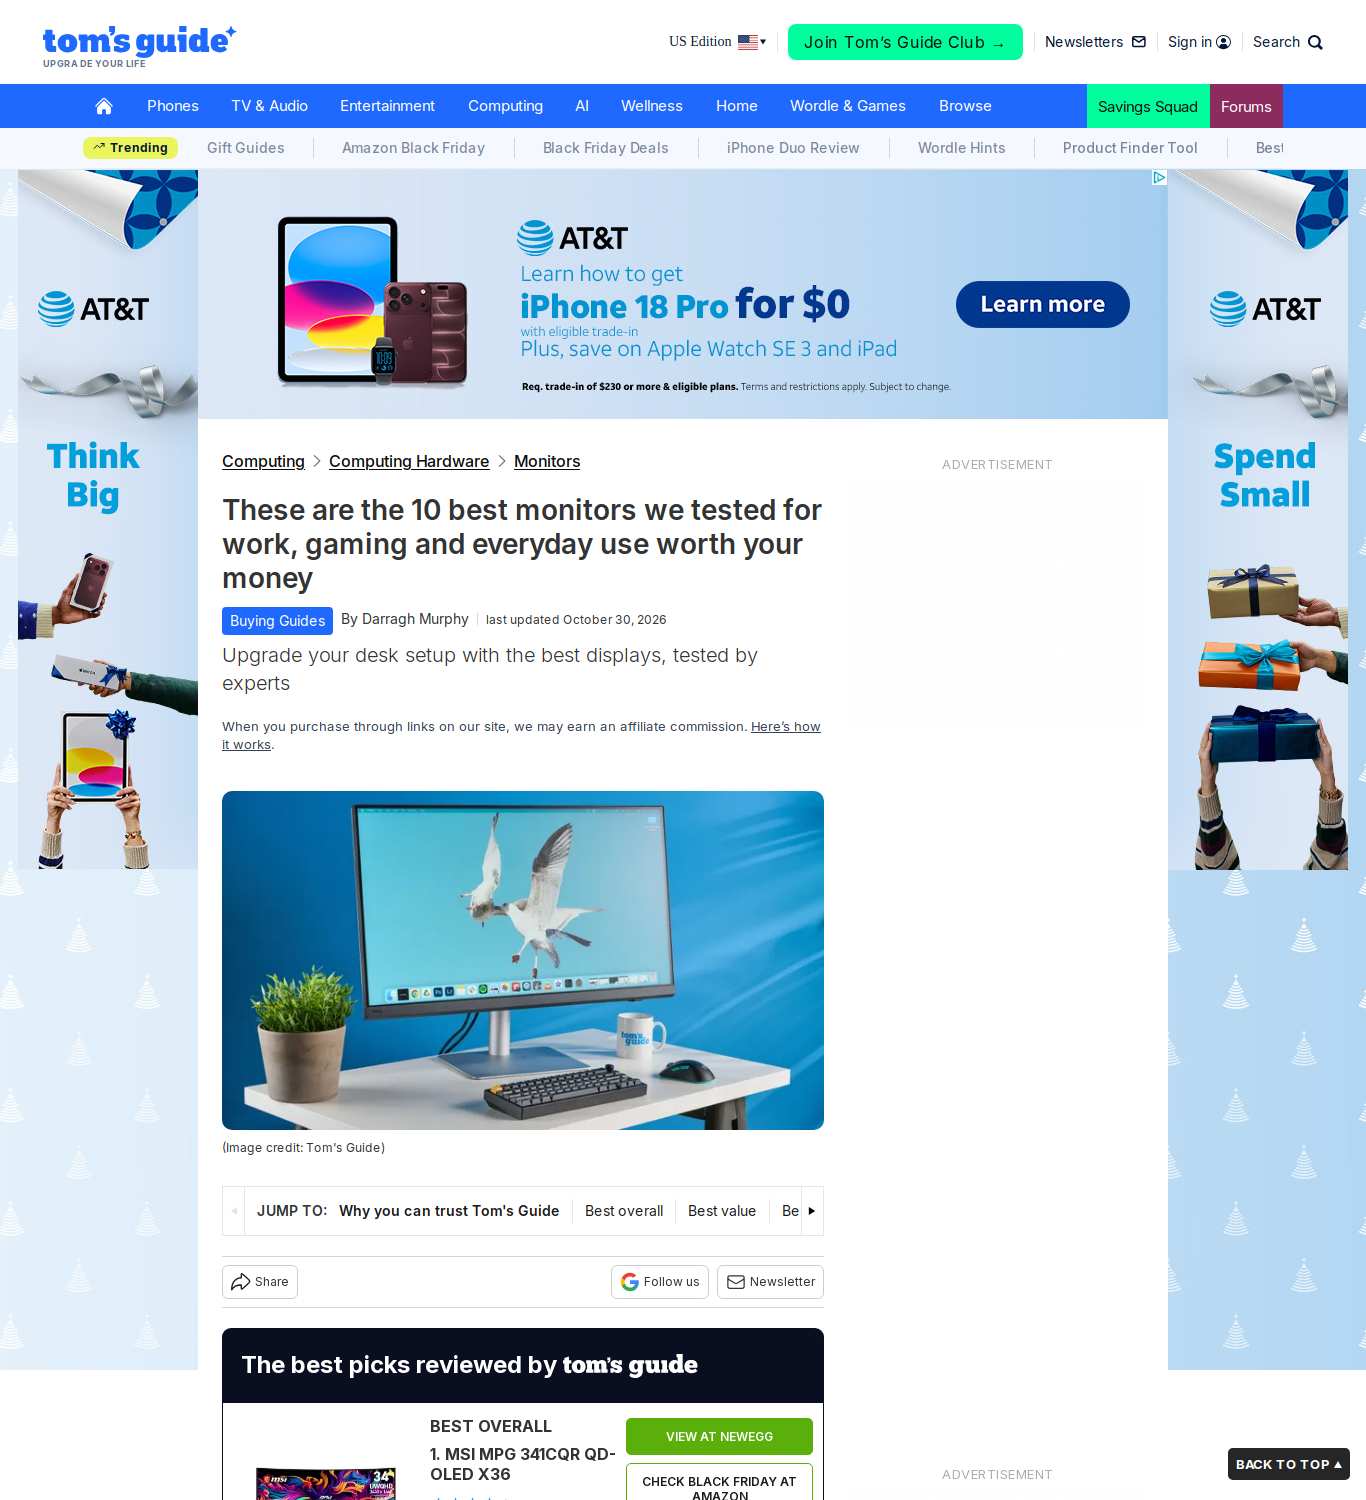 tom's guide
UPGRADE YOUR LIFE
US Edition
Join Tom's Guide Club →
Newsletters
Sign in
Search
Phones
TV & Audio
Entertainment
Computing
AI
Wellness
Home
Wordle & Games
Browse
Savings Squad
Forums
Trending
Gift Guides
Amazon Black Friday
Black Friday Deals
iPhone Duo Review
Wordle Hints
Product Finder Tool
Best
AT&T
Learn how to get
iPhone 18 Pro for $0
with eligible trade-in
Plus, save on Apple Watch SE 3 and iPad
Req. trade-in of $230 or more & eligible plans. Terms and restrictions apply. Subject to change.
Learn more
10:09
AT&T
Think
Big
AT&T
Spend
Small
Computing
Computing Hardware
Monitors
ADVERTISEMENT
These are the 10 best monitors we tested for
work, gaming and everyday use worth your
money
Buying Guides
By Darragh Murphy
last updated October 30, 2026
Upgrade your desk setup with the best displays, tested by
experts
When you purchase through links on our site, we may earn an affiliate commission. Here's how
it works.
tom's
guide
(Image credit: Tom's Guide)
JUMP TO:
Why you can trust Tom's Guide
Best overall
Best value
Be
Share
Follow us
Newsletter
The best picks reviewed by tom's guide
BEST OVERALL
1. MSI MPG 341CQR QD-
OLED X36
VIEW AT NEWEGG
CHECK BLACK FRIDAY AT
AMAZON
msi
34"
UWQHD
ADVERTISEMENT
BACK TO TOP